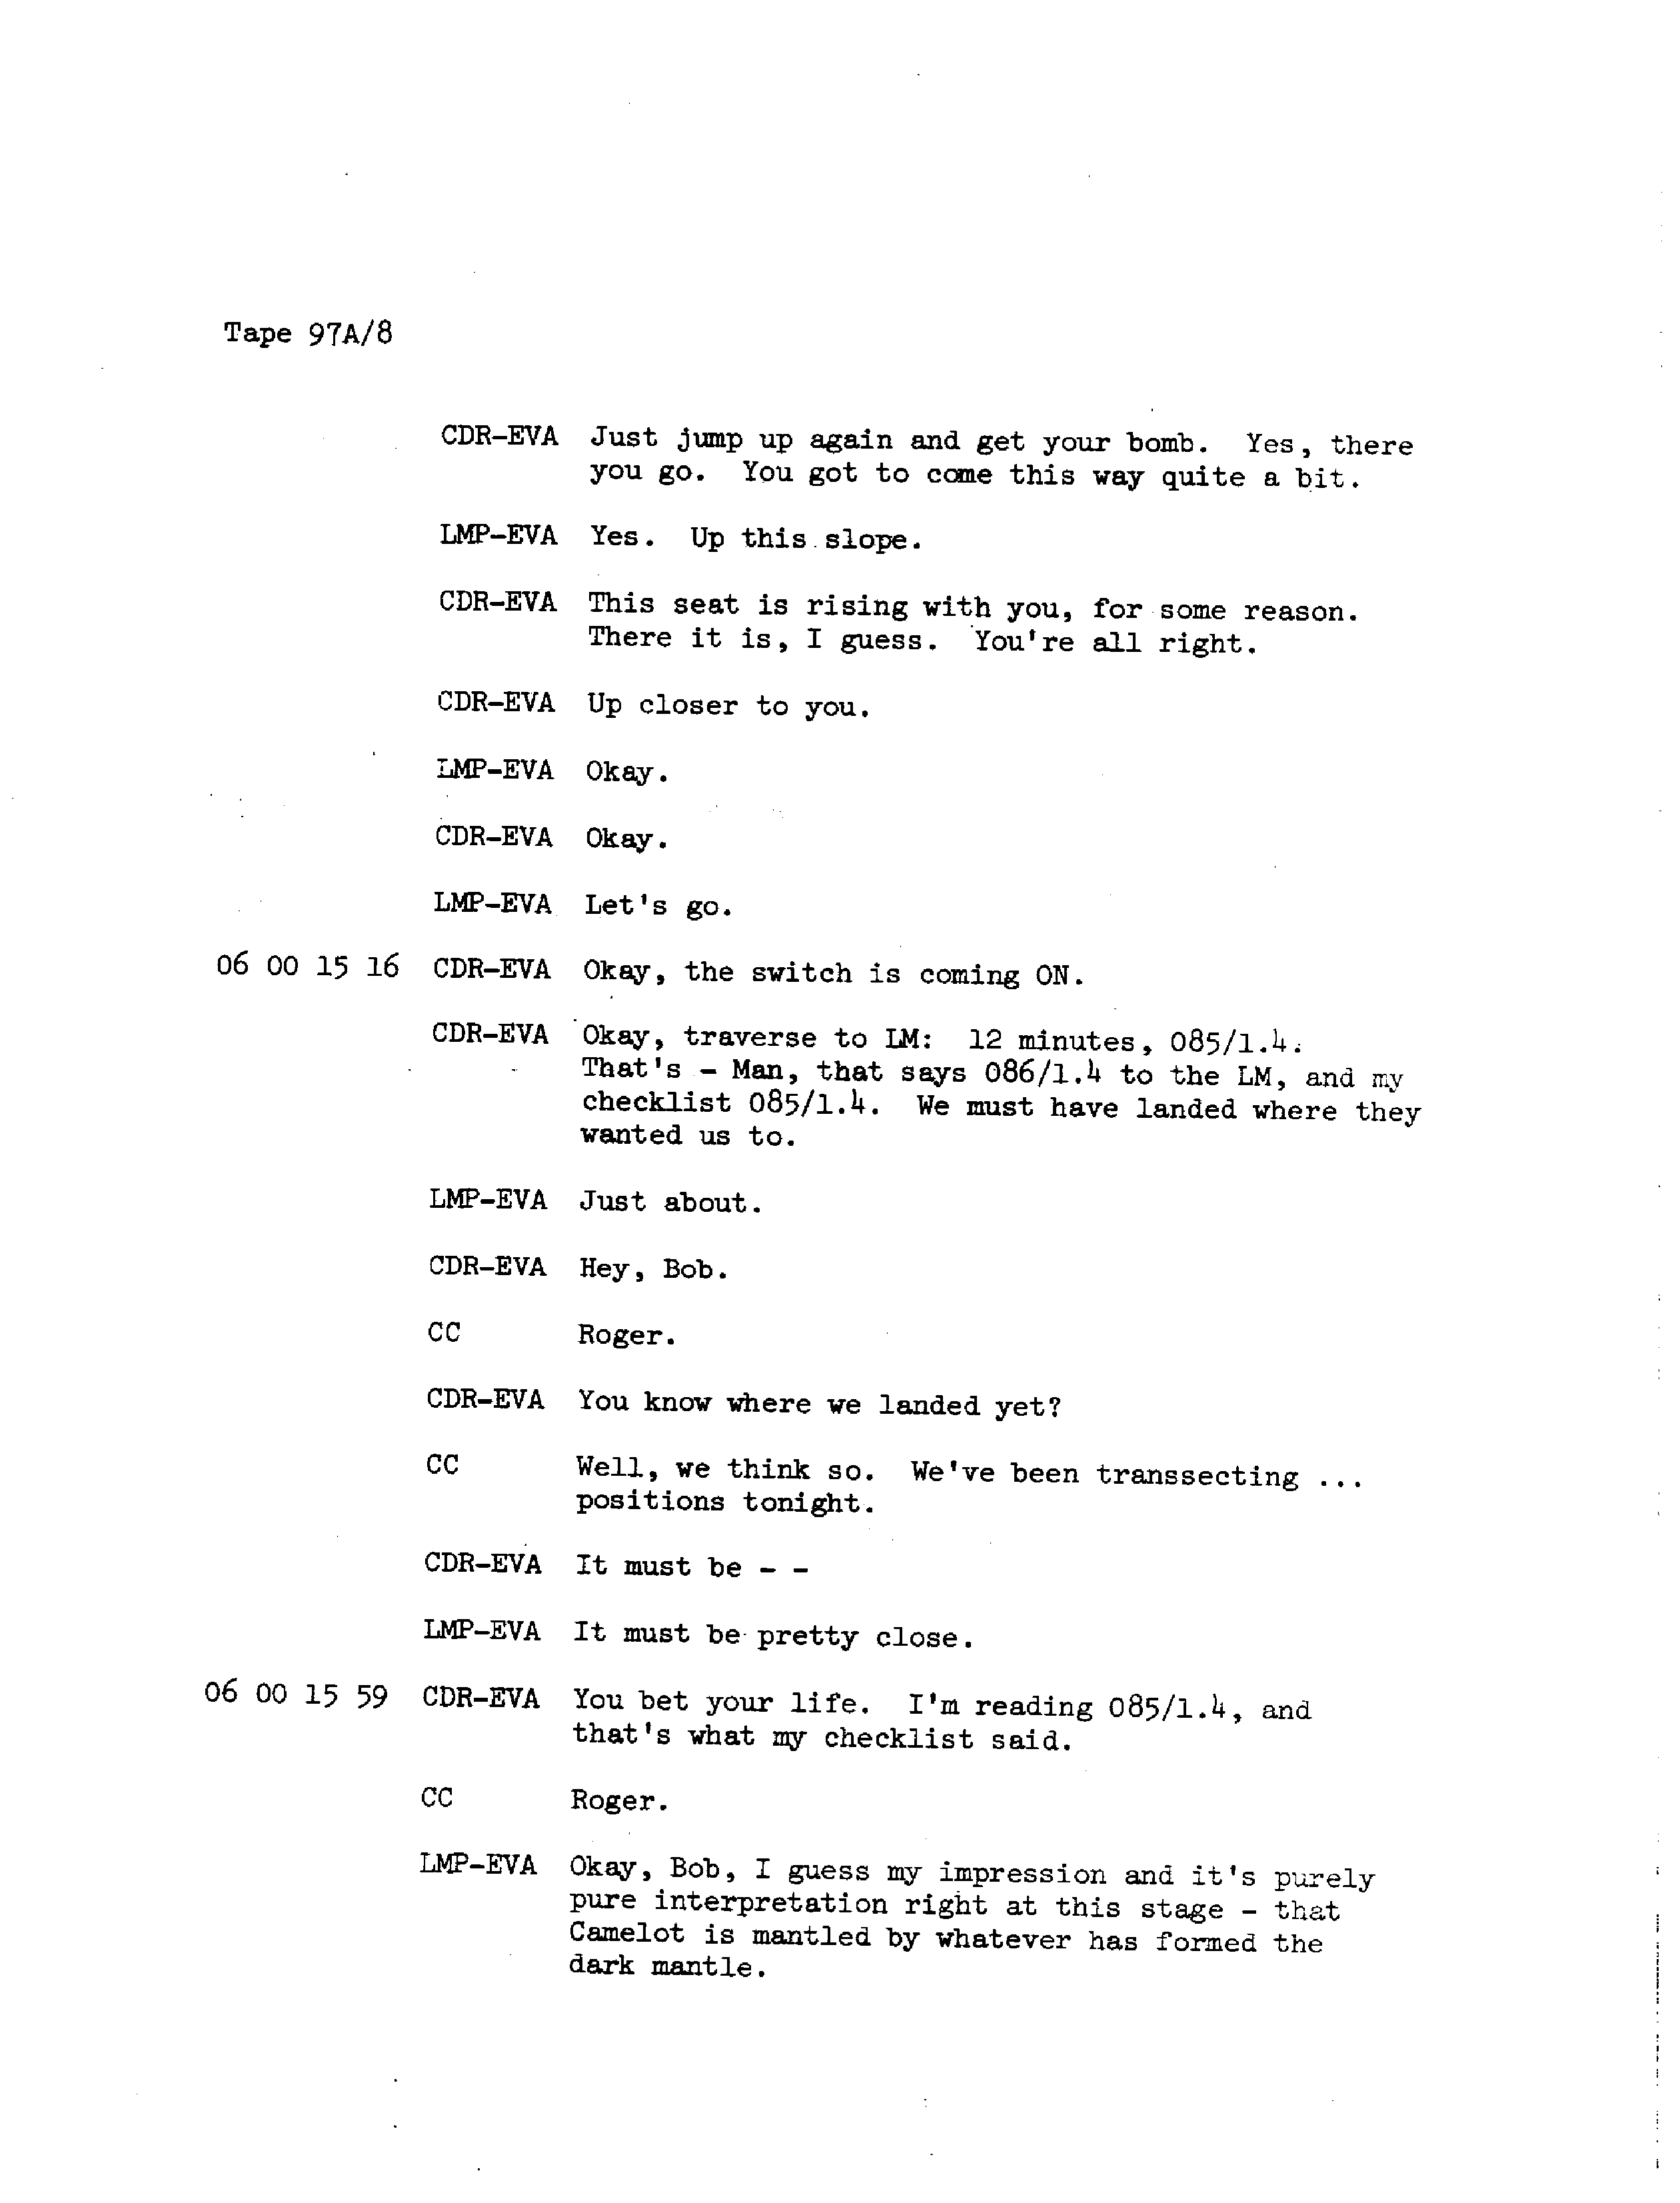 Tape 97A/8
CDR-EVA Just jump up again and get your bomb. Yes, there
you go. You got to come this way quite a bit.
LMP-EVA Yes. Up this slope.
CDR-EVA This seat is rising with you, for some reason.
There it is, I guess. You're all right.
CDR-EVA Up closer to you.
LMP-EVA Okay.
CDR-EVA Okay.
LMP-EVA Let's go.
06 00 15 16 CDR-EVA Okay, the switch is coming ON.
CDR-EVA Okay, traverse to LM: 12 minutes, 085/1.4.
That's - Man, that says 086/1.4 to the LM, and my
checklist 085/1.4. We must have landed where they
wanted us to.
LMP-EVA Just about.
CDR-EVA Hey, Bob.
CC Roger.
CDR-EVA You know where we landed yet?
CC Well, we think so. We've been transsecting ...
positions tonight.
CDR-EVA It must be - -
LMP-EVA It must be pretty close.
06 00 15 59 CDR-EVA You bet your life. I'm reading 085/1.4, and
that's what my checklist said.
CC Roger.
LMP-EVA Okay, Bob, I guess my impression and it's purely
pure interpretation right at this stage - that
Camelot is mantled by whatever has formed the
dark mantle.